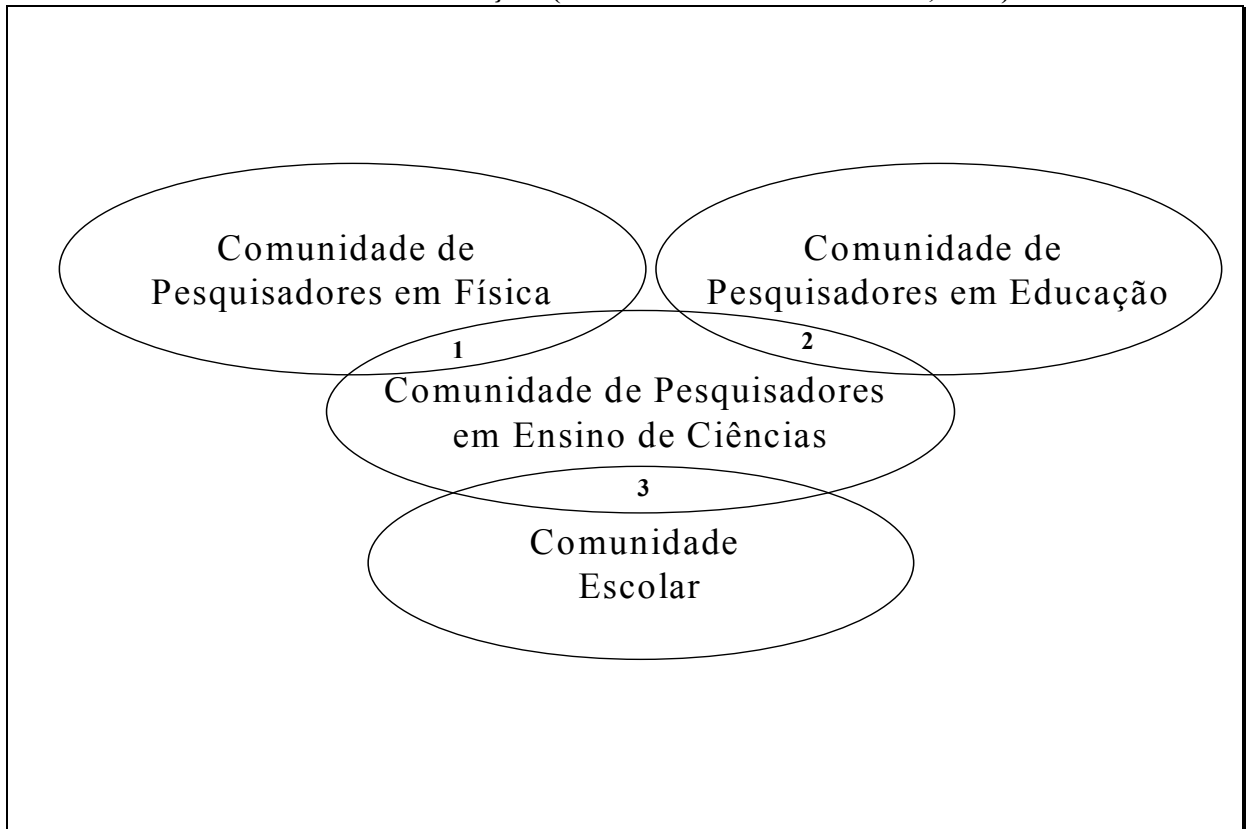 Comunidade de
Pesquisadores em Física
Comunidade de
Pesquisadores em Educação
1
2
Comunidade de Pesquisadores
em Ensino de Ciências
3
Comunidade
Escolar